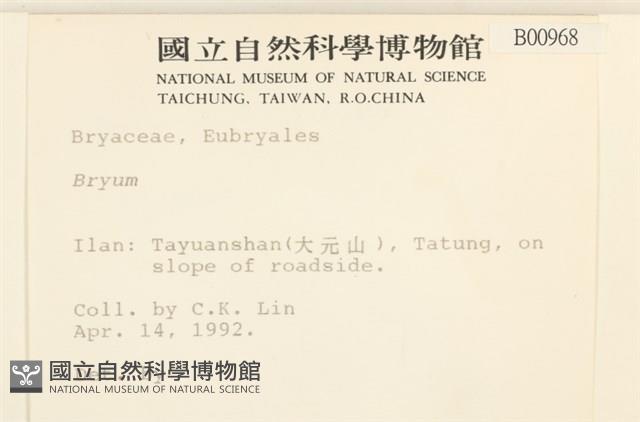 國立自然科學博物館
B00968
NATIONAL MUSEUM OF NATURAL SCIENCE
TAICHUNG, TAIWAN, R.O.CHINA
Bryaceae, Eubryales
Bryum
Ilan: Tayuanshan(大元山), Tatung, on
slope of roadside.
Coll. by C.K. Lin
Apr. 14, 1992.
國立自然科學博物館
NATIONAL MUSEUM OF NATURAL SCIENCE